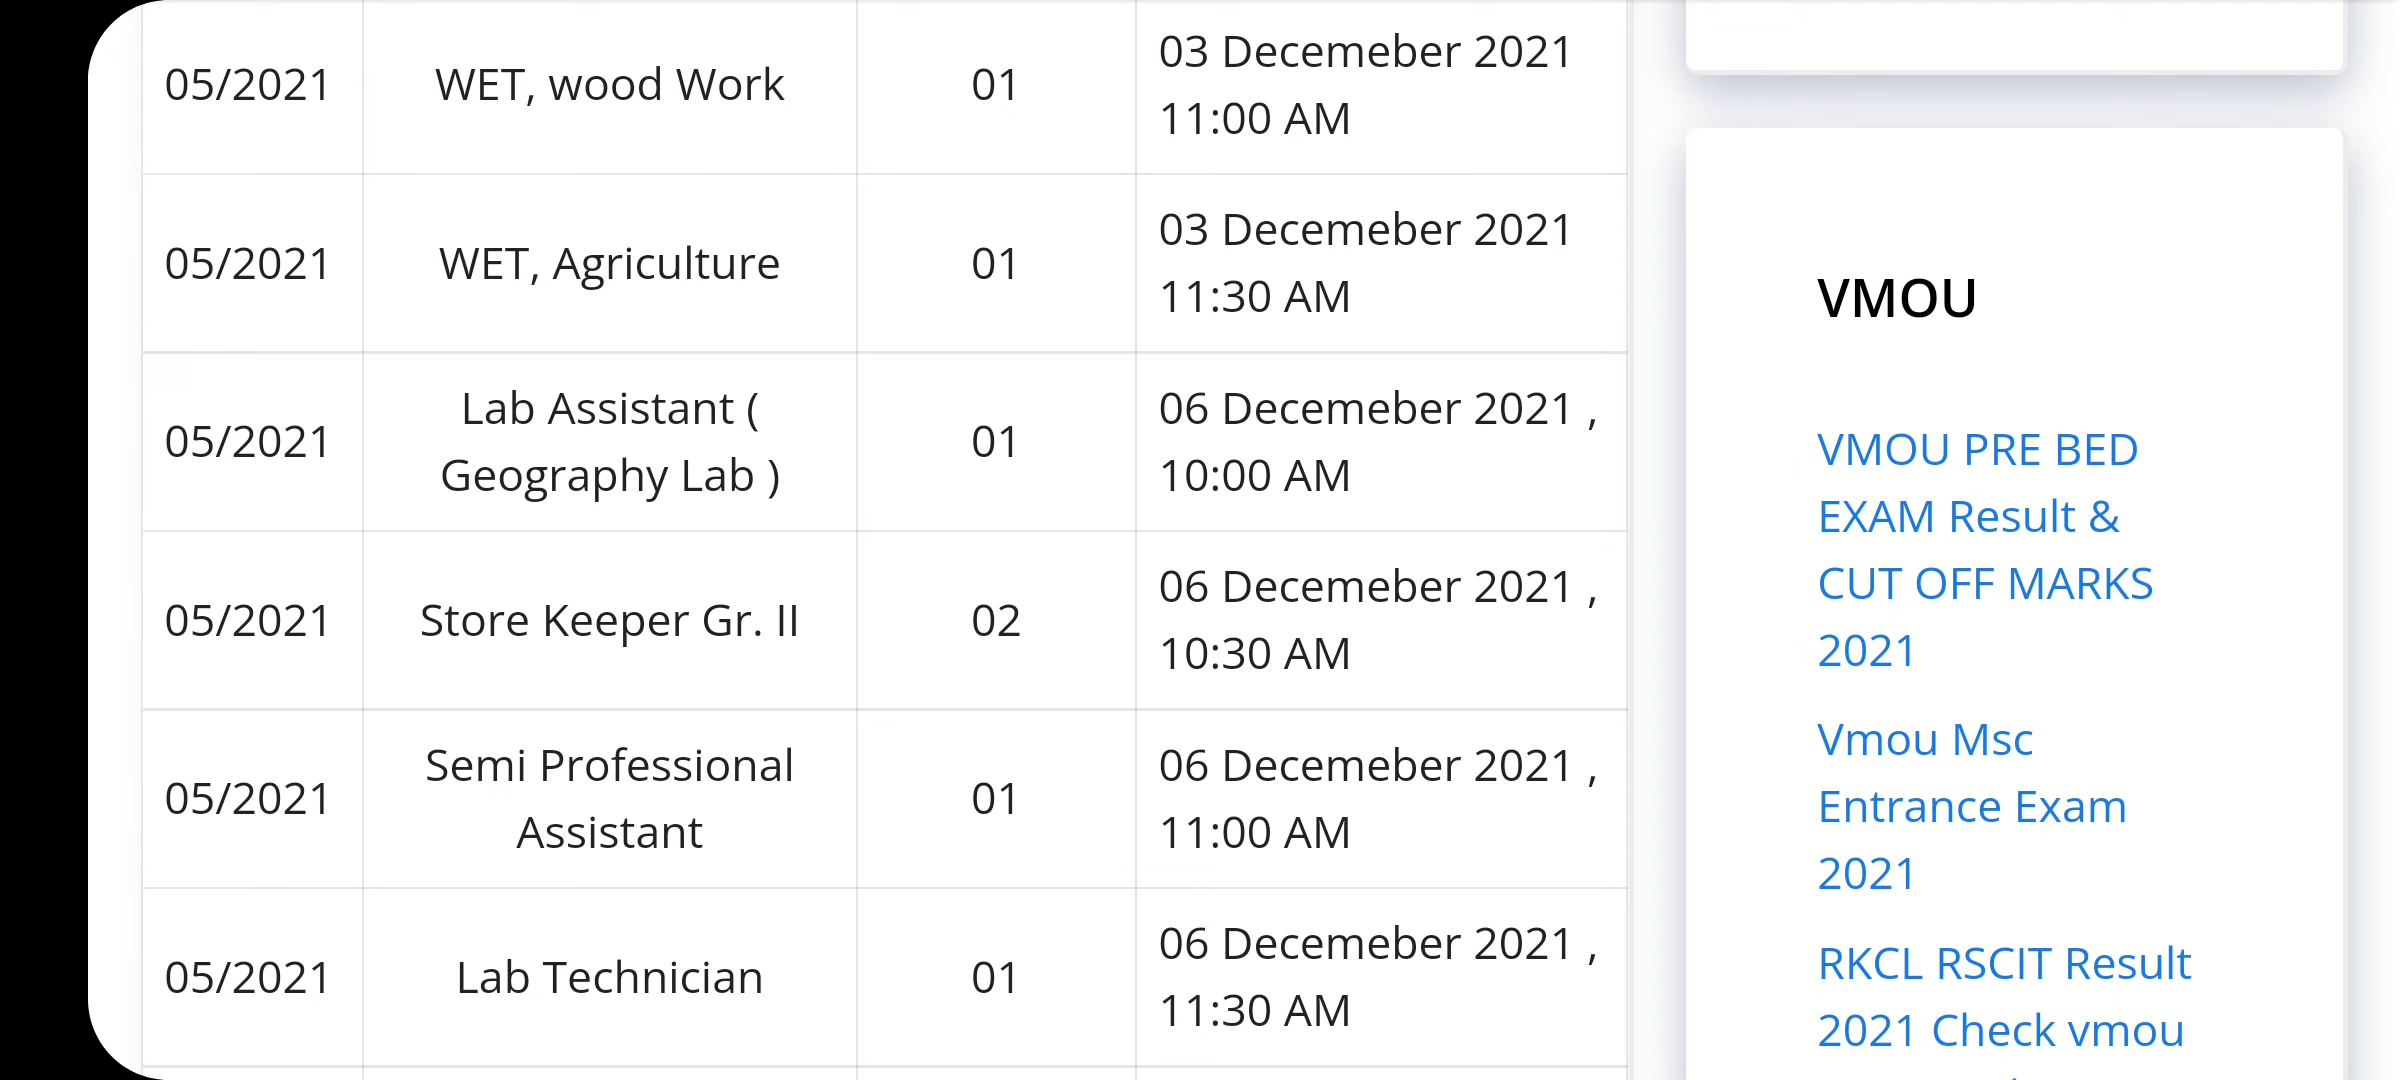 05/2021 WET, wood Work 01 03 Decemeber 2021
11:00 AM
05/2021 WET, Agriculture 01 03 Decemeber 2021
11:30 AM
05/2021 Lab Assistant (
Geography Lab ) 01 06 Decemeber 2021 ,
10:00 AM
05/2021 Store Keeper Gr. II 02 06 Decemeber 2021 ,
10:30 AM
05/2021 Semi Professional
Assistant 01 06 Decemeber 2021 ,
11:00 AM
05/2021 Lab Technician 01 06 Decemeber 2021 ,
11:30 AM
VMOU
VMOU PRE BED
EXAM Result &
CUT OFF MARKS
2021
Vmou Msc
Entrance Exam
2021
RKCL RSCIT Result
2021 Check vmou